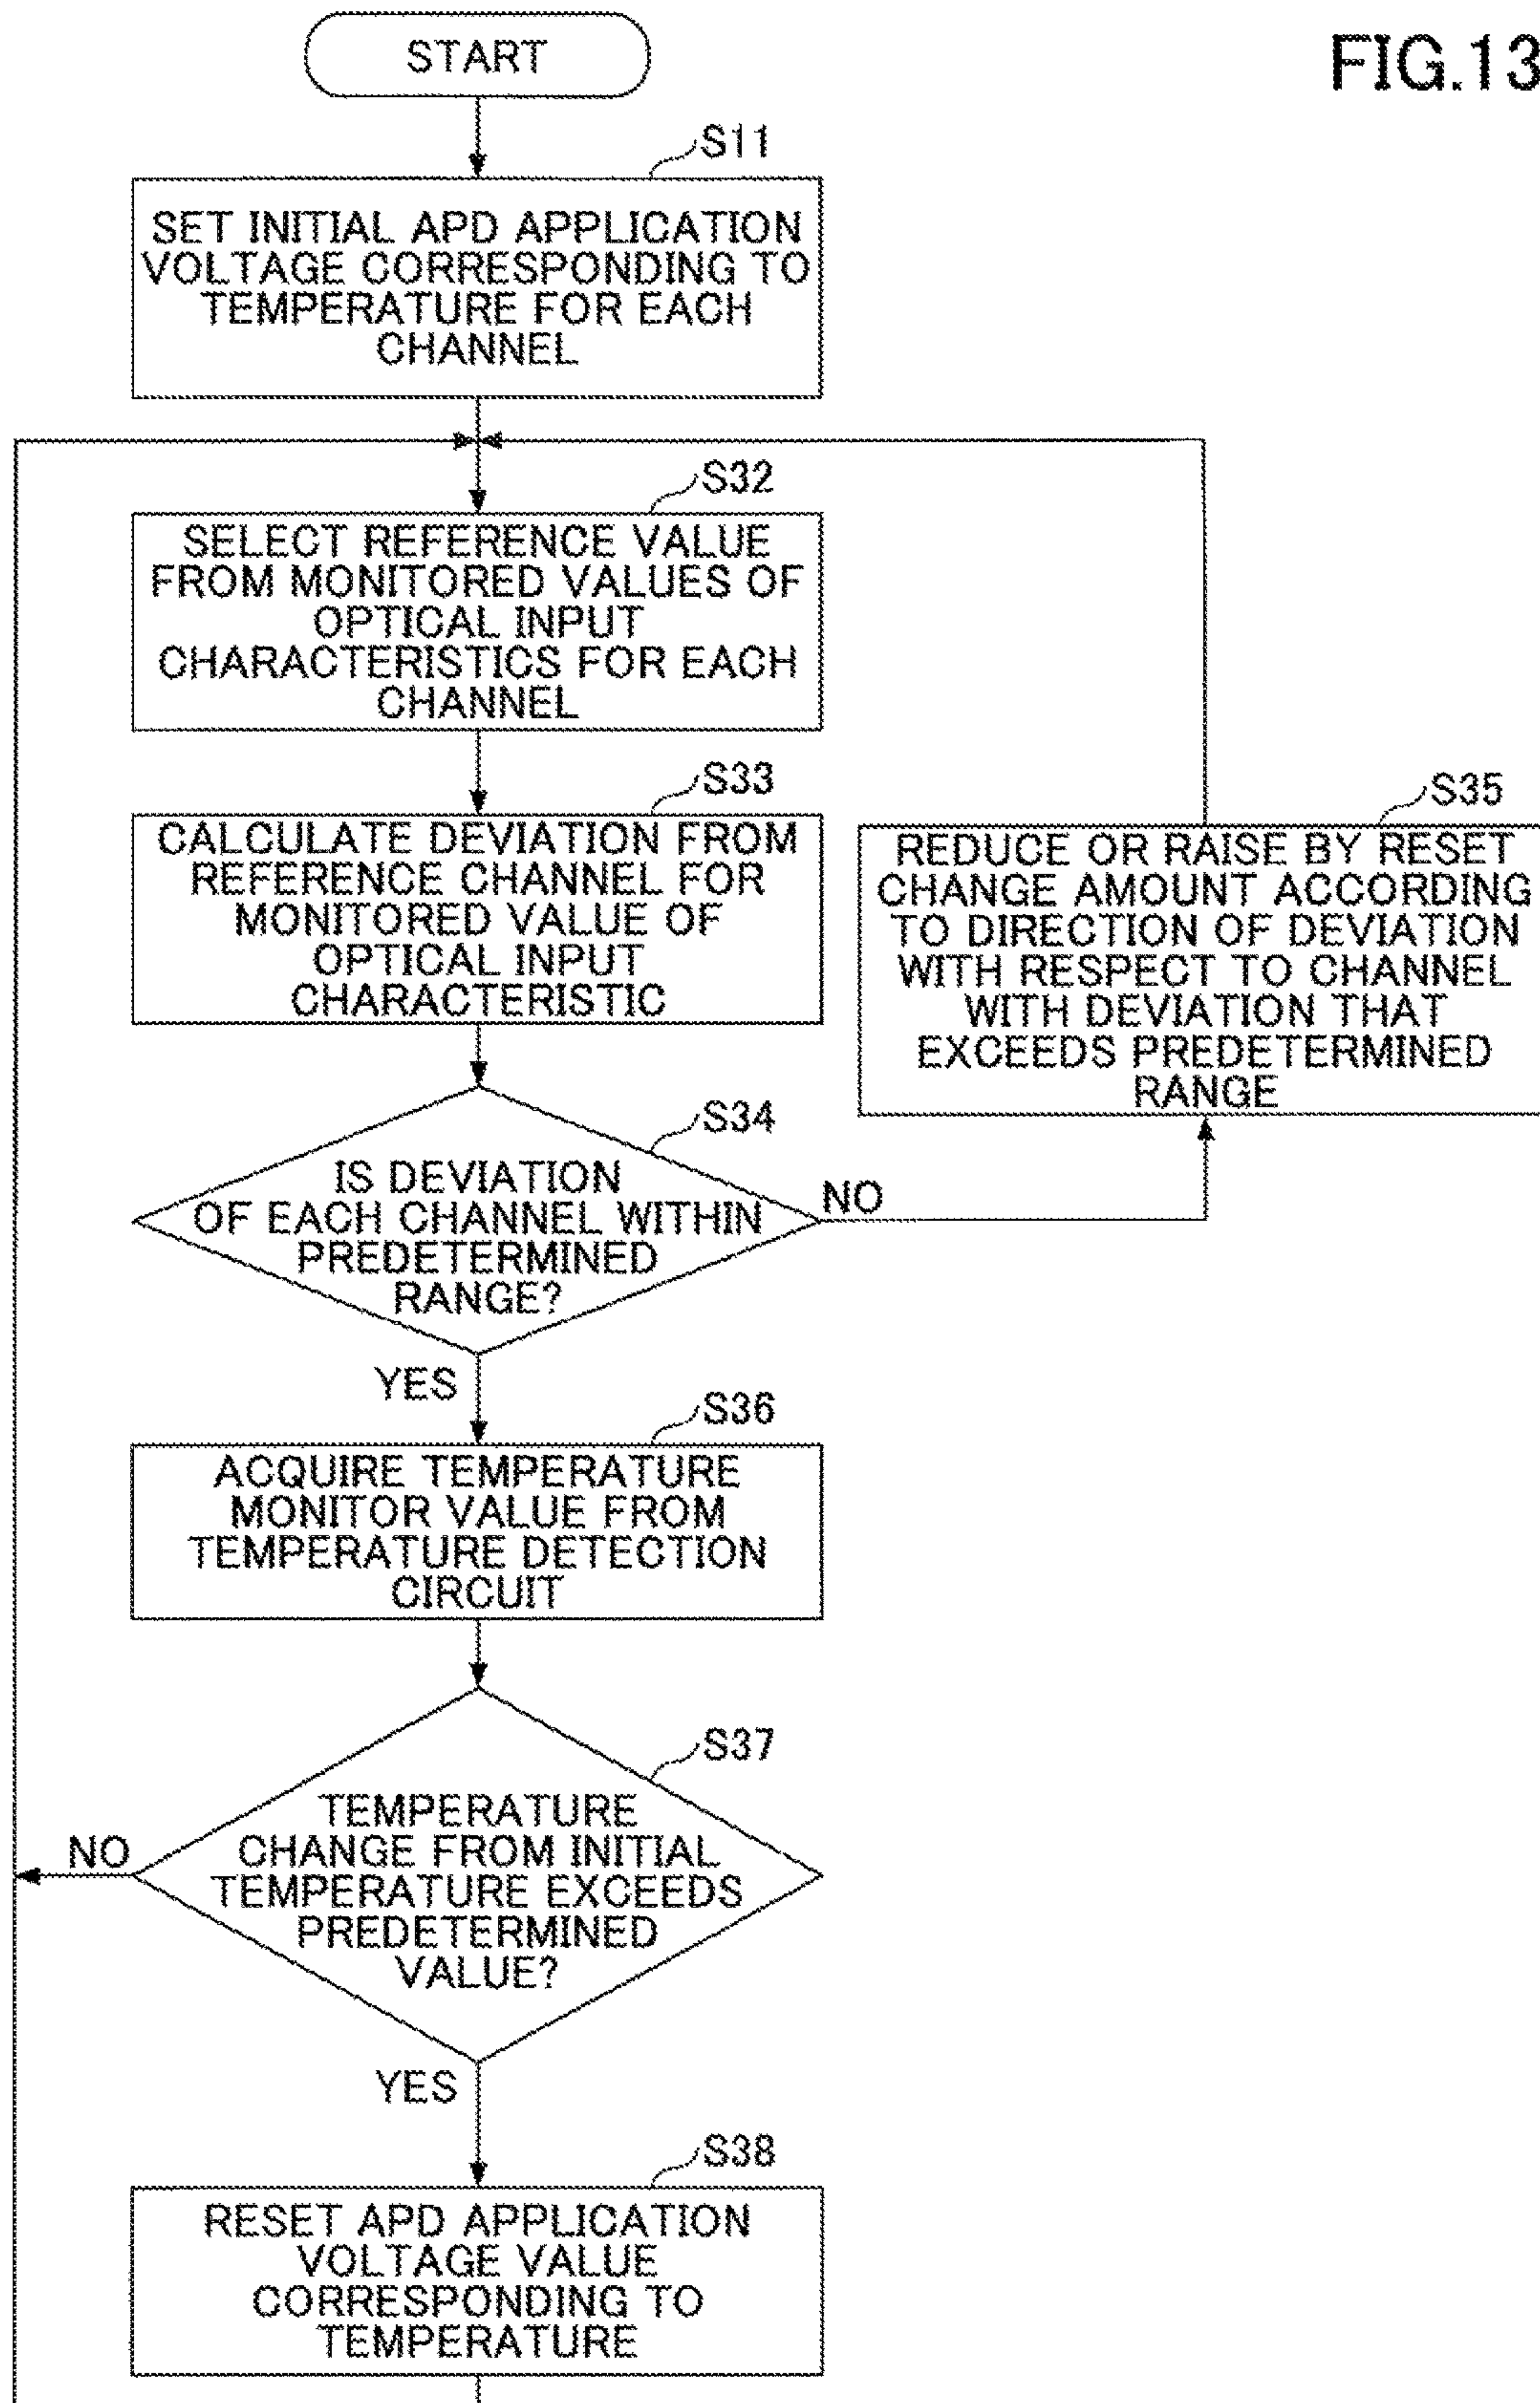 FIG.13
START
S11
SET INITIAL APD APPLICATION
VOLTAGE CORRESPONDING TO
TEMPERATURE FOR EACH
CHANNEL
S32
SELECT REFERENCE VALUE
FROM MONITORED VALUES OF
OPTICAL INPUT
CHARACTERISTICS FOR EACH
CHANNEL
S33
CALCULATE DEVIATION FROM
REFERENCE CHANNEL FOR
MONITORED VALUE OF
OPTICAL INPUT
CHARACTERISTIC
S35
REDUCE OR RAISE BY RESET
CHANGE AMOUNT ACCORDING
TO DIRECTION OF DEVIATION
WITH RESPECT TO CHANNEL
WITH DEVIATION THAT
EXCEEDS PREDETERMINED
RANGE
S34
IS DEVIATION
OF EACH CHANNEL WITHIN
PREDETERMINED
RANGE?
NO
YES
S36
ACQUIRE TEMPERATURE
MONITOR VALUE FROM
TEMPERATURE DETECTION
CIRCUIT
S37
TEMPERATURE
CHANGE FROM INITIAL
TEMPERATURE EXCEEDS
PREDETERMINED
VALUE?
NO
YES
S38
RESET APD APPLICATION
VOLTAGE VALUE
CORRESPONDING TO
TEMPERATURE